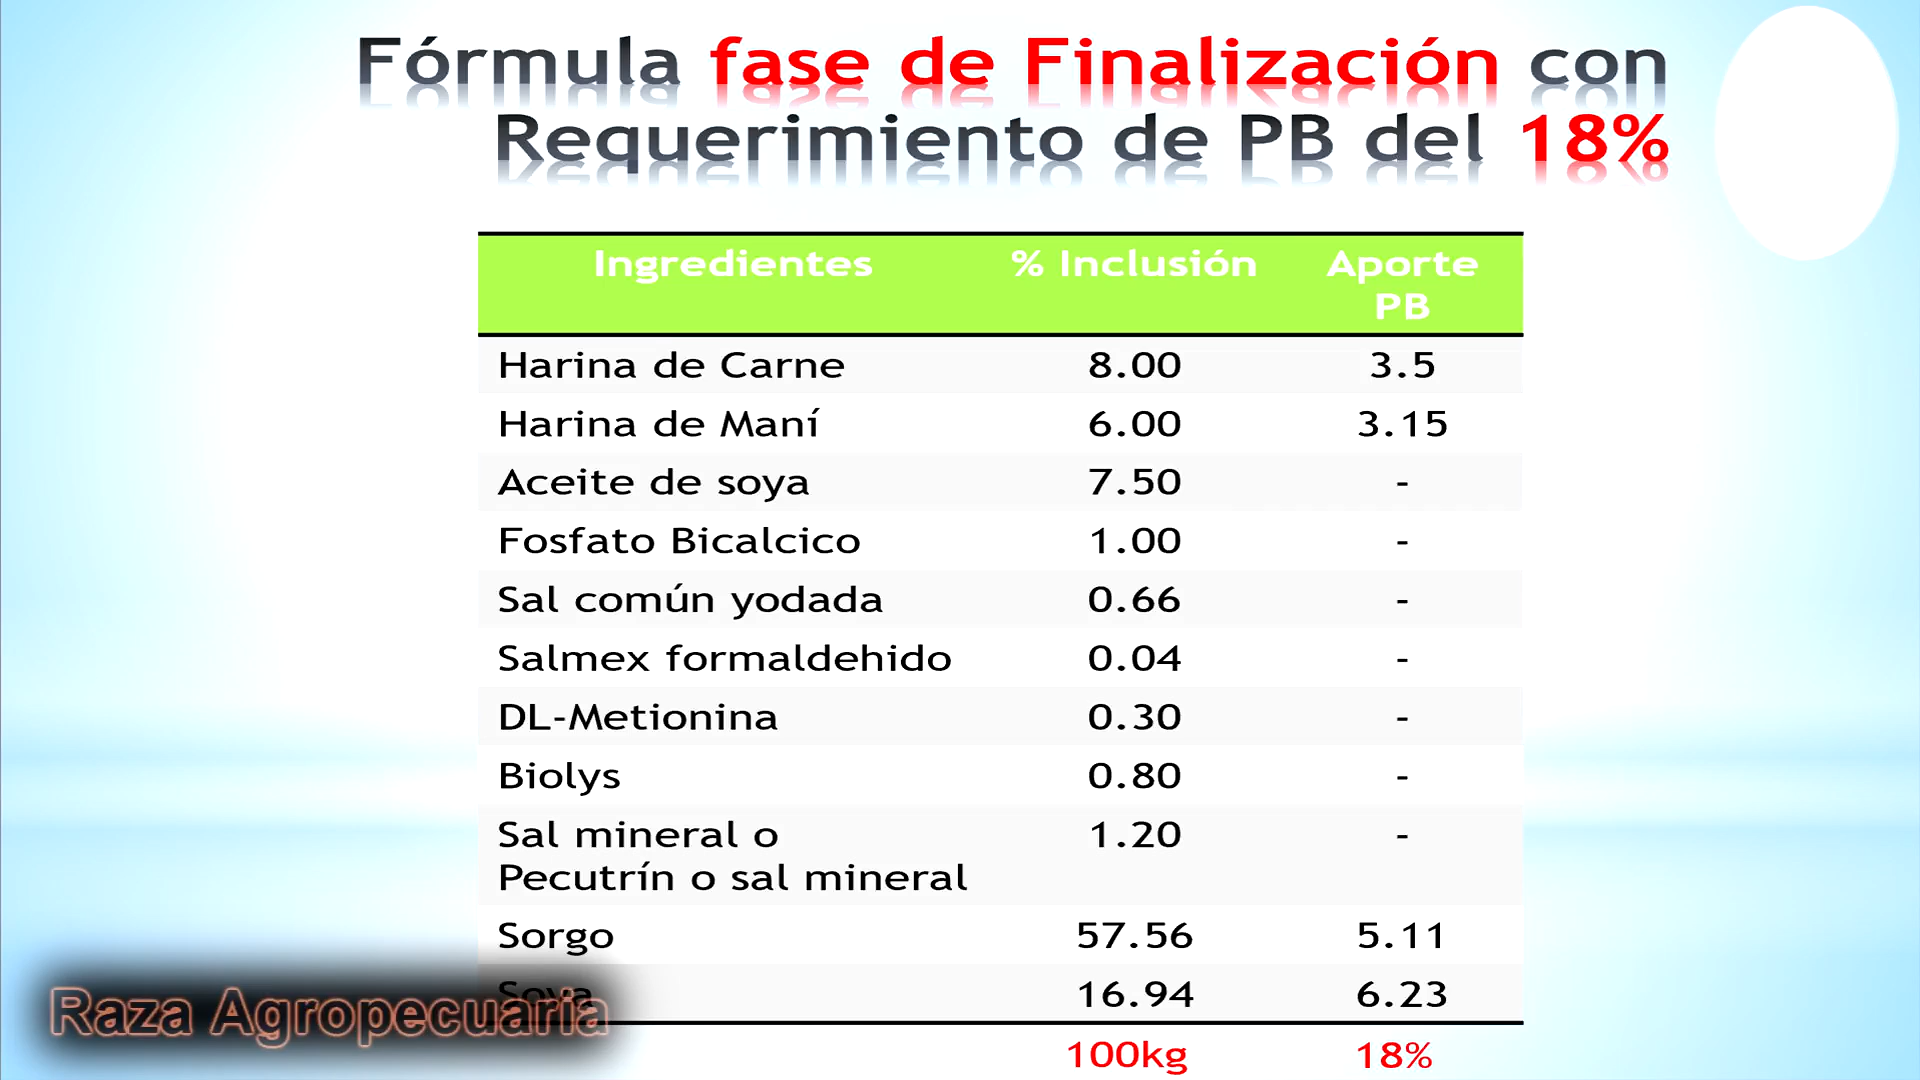 Fórmula fase de Finalización con
Requerimiento de PB del 18%
Ingredientes % Inclusión Aporte
PB
Harina de Carne 8.00 3.5
Harina de Maní 6.00 3.15
Aceite de soya 7.50 -
Fosfato Bicalcico 1.00 -
Sal común yodada 0.66 -
Salmex formaldehido 0.04 -
DL-Metionina 0.30 -
Biolys 0.80 -
Sal mineral o 1.20 -
Pecutrín o sal mineral
Sorgo 57.56 5.11
Soya 16.94 6.23
Raza Agropecuaria
100kg 18%